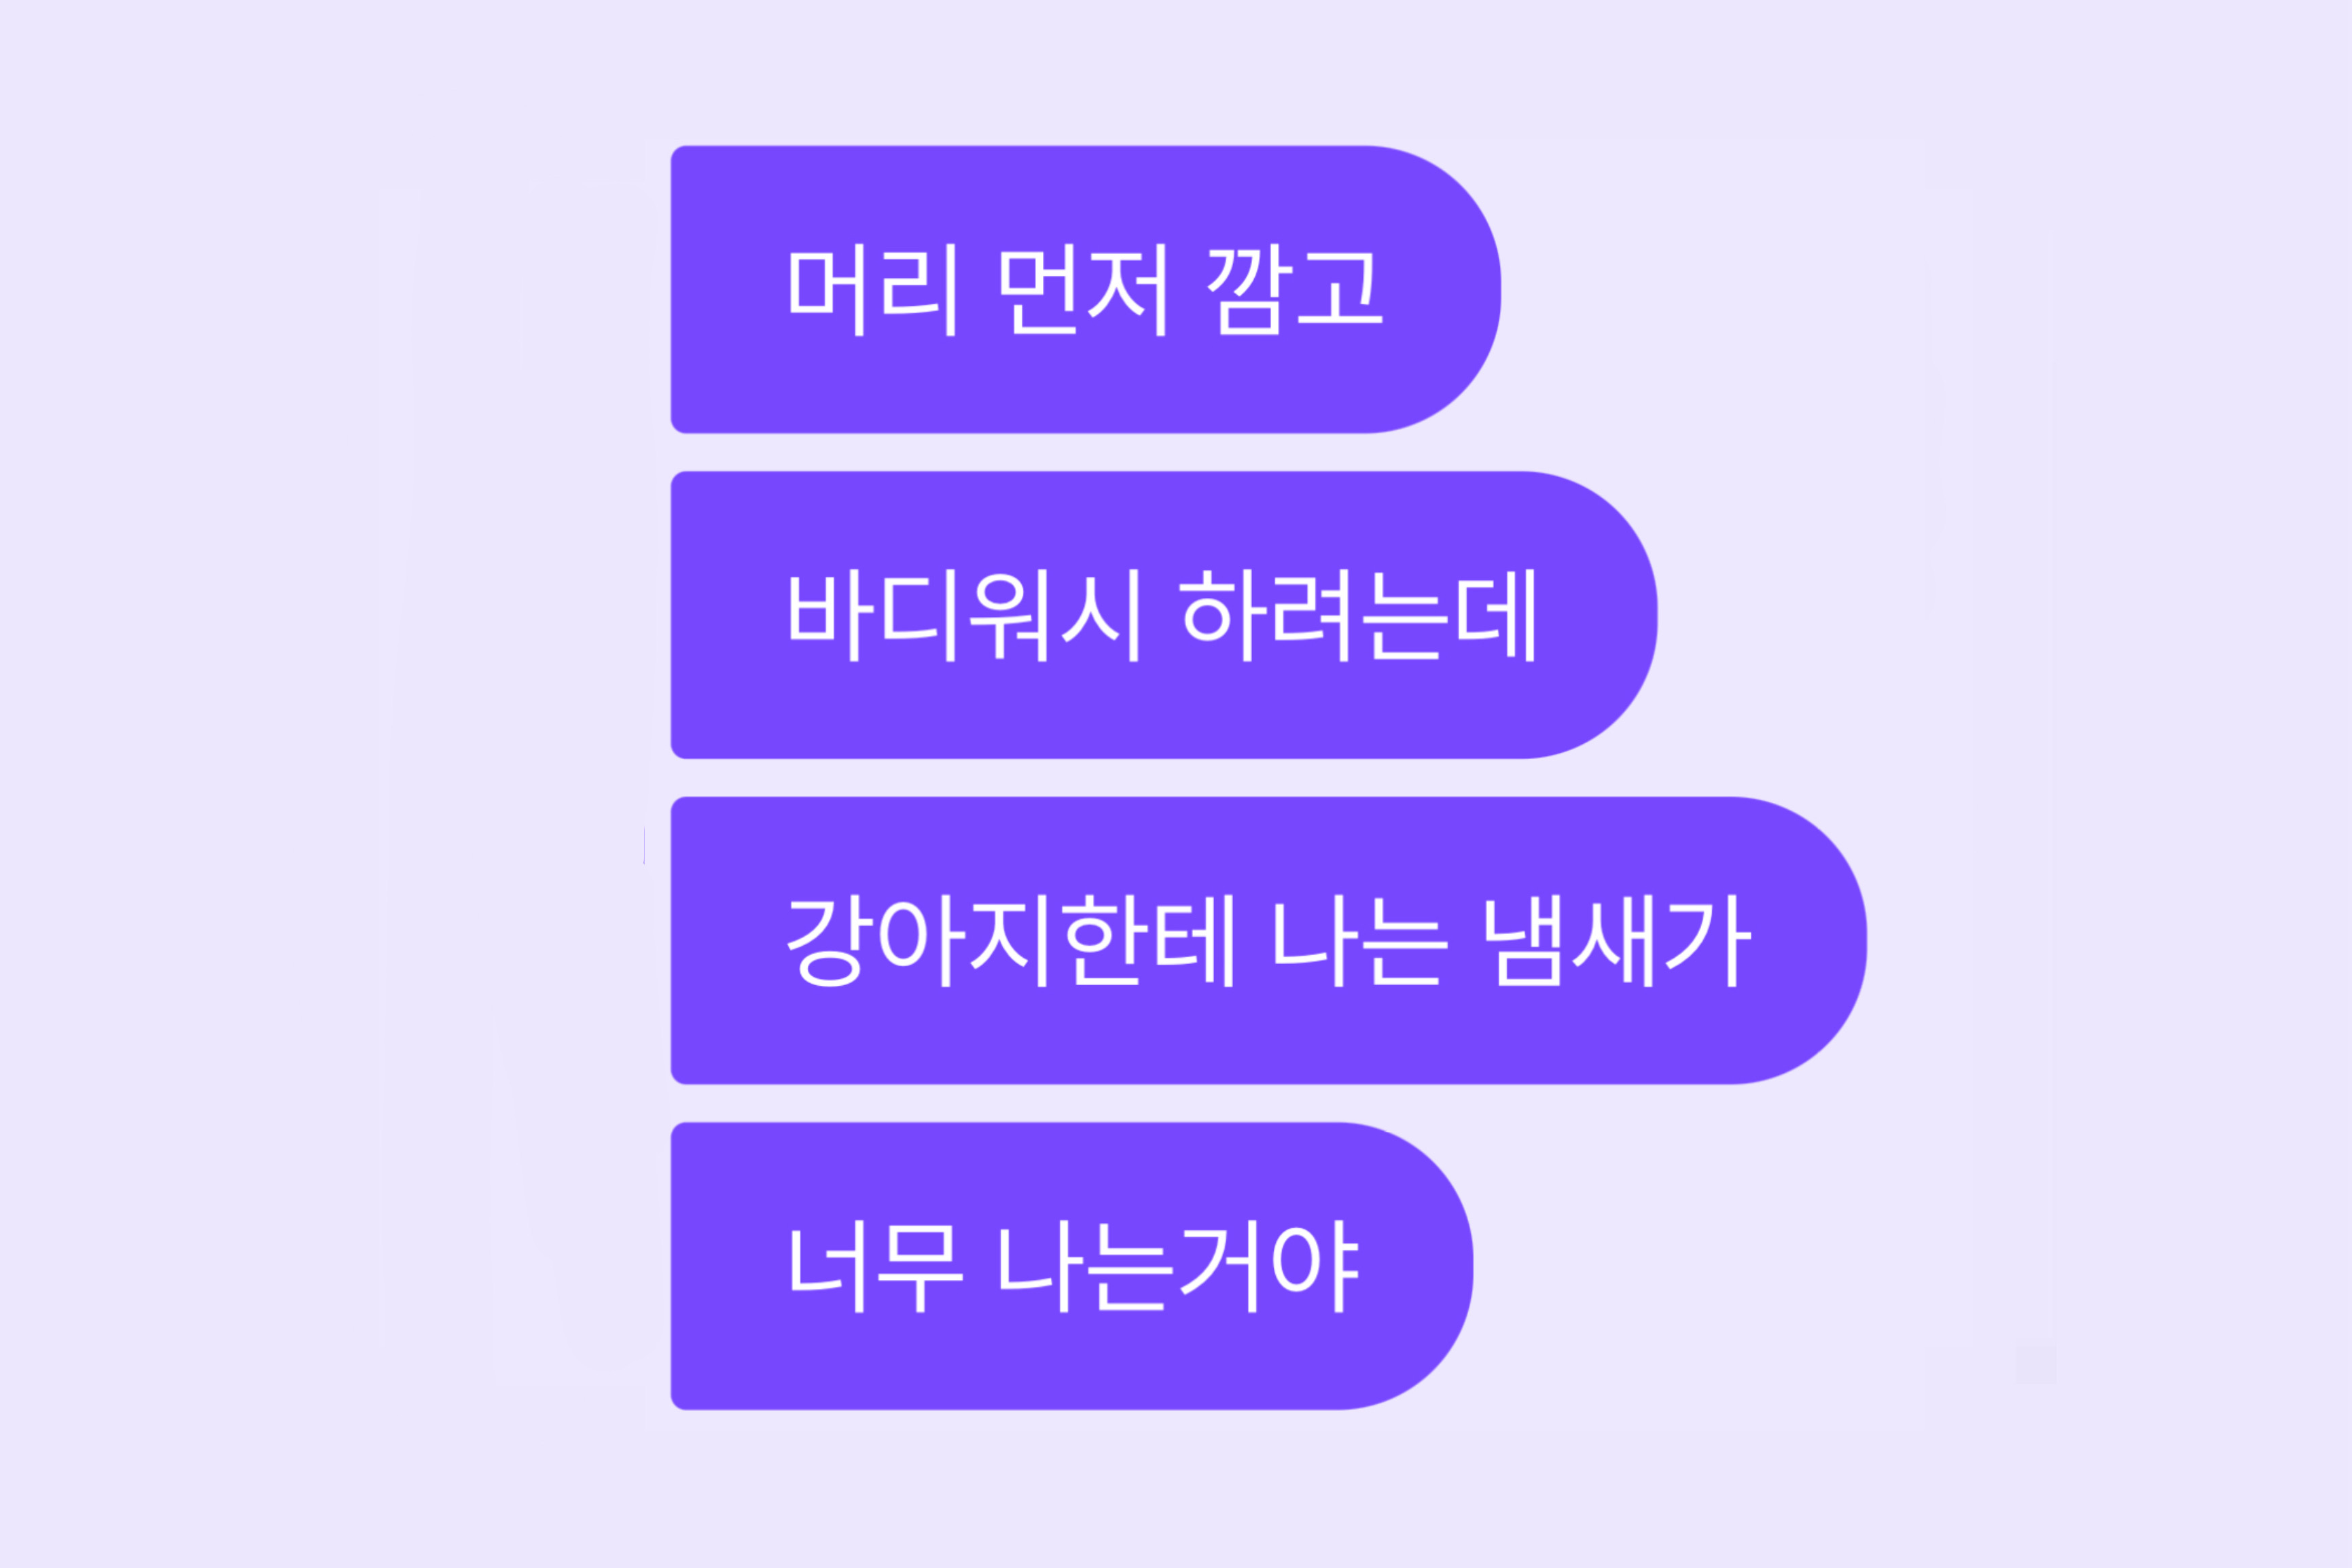 머리 먼저 깜고
바디워시 하려는데
강아지한테 나는 냄새가
너무 나는거야